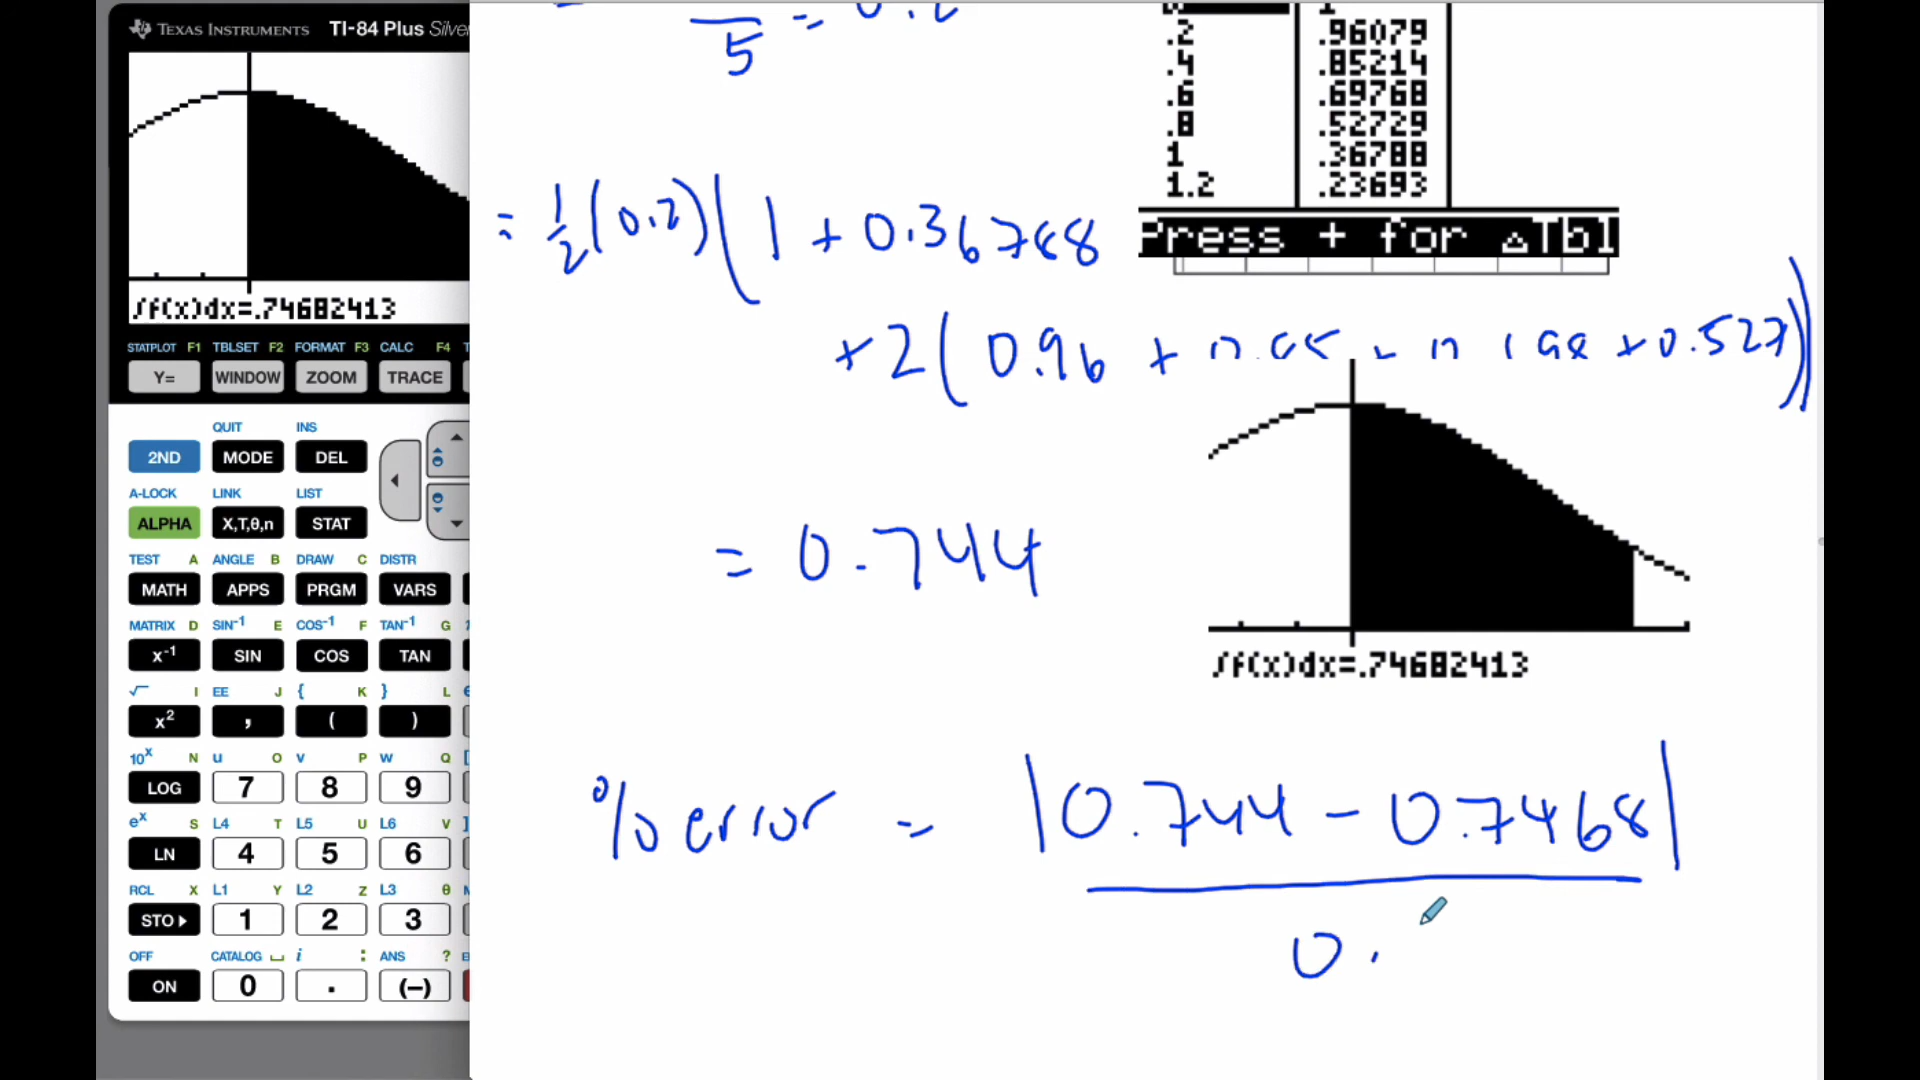 TEXAS INSTRUMENTS TI-84 Plus Silver
∫f(x)dx=.74682413
STATPLOT F1 TBLSET F2 FORMAT F3 CALC F4
Y= WINDOW ZOOM TRACE
QUIT INS
2ND MODE DEL
A-LOCK LINK LIST
ALPHA X,T,θ,n STAT
TEST A ANGLE B DRAW C DISTR
MATH APPS PRGM VARS
MATRIX D SIN-1 E COS-1 F TAN-1 G
x-1 SIN COS TAN
√ I EE J { K } L
x2 , ( )
10x N u O v P w Q [
LOG 7 8 9
ex S L4 T L5 U L6 V ]
LN 4 5 6
RCL X L1 Y L2 Z L3 θ
STO▶ 1 2 3
OFF CATALOG i : ANS ?
ON 0 . (–)
5
.2 .96079
.4 .85214
.6 .69768
.8 .52729
1 .36788
1.2 .23693
Press + for ΔTbl
= 1/2 (0.2) ( 1 + 0.36788
+ 2 ( 0.96 + + 0.527))
= 0.744
∫f(x)dx=.74682413
% error = |0.744 – 0.7468|
0.